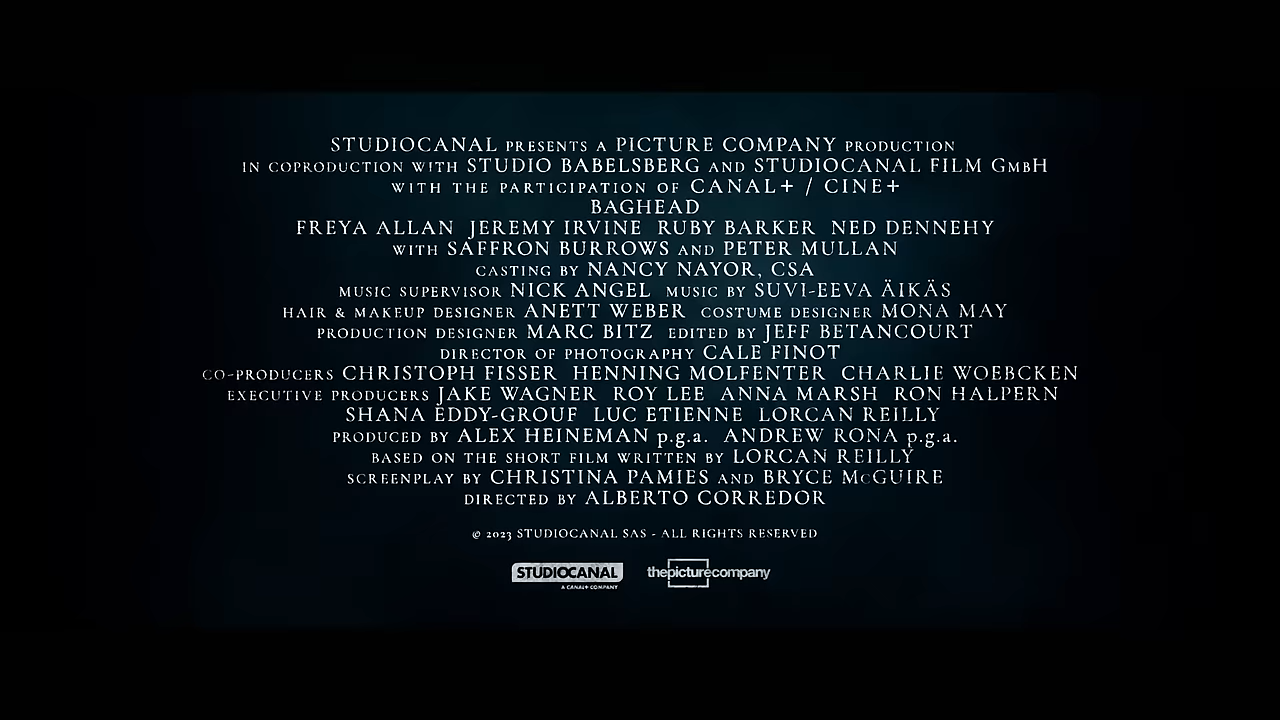 STUDIOCANAL PRESENTS A PICTURE COMPANY PRODUCTION
IN COPRODUCTION WITH STUDIO BABELSBERG AND STUDIOCANAL FILM GmbH
WITH THE PARTICIPATION OF CANAL+ / CINE+
BAGHEAD
FREYA ALLAN JEREMY IRVINE RUBY BARKER NED DENNEHY
WITH SAFFRON BURROWS AND PETER MULLAN
CASTING BY NANCY NAYOR, CSA
MUSIC SUPERVISOR NICK ANGEL MUSIC BY SUVI-EEVA ÄIKÄS
HAIR & MAKEUP DESIGNER ANETT WEBER COSTUME DESIGNER MONA MAY
PRODUCTION DESIGNER MARC BITZ EDITED BY JEFF BETANCOURT
DIRECTOR OF PHOTOGRAPHY CALE FINOT
CO-PRODUCERS CHRISTOPH FISSER HENNING MOLFENTER CHARLIE WOEBCKEN
EXECUTIVE PRODUCERS JAKE WAGNER ROY LEE ANNA MARSH RON HALPERN
SHANA EDDY-GROUF LUC ETIENNE LORCAN REILLY
PRODUCED BY ALEX HEINEMAN p.g.a. ANDREW RONA p.g.a.
BASED ON THE SHORT FILM WRITTEN BY LORCAN REILLY
SCREENPLAY BY CHRISTINA PAMIES AND BRYCE McGUIRE
DIRECTED BY ALBERTO CORREDOR
© 2023 STUDIOCANAL SAS - ALL RIGHTS RESERVED
STUDIOCANAL thepicturecompany
A CANAL+ COMPANY